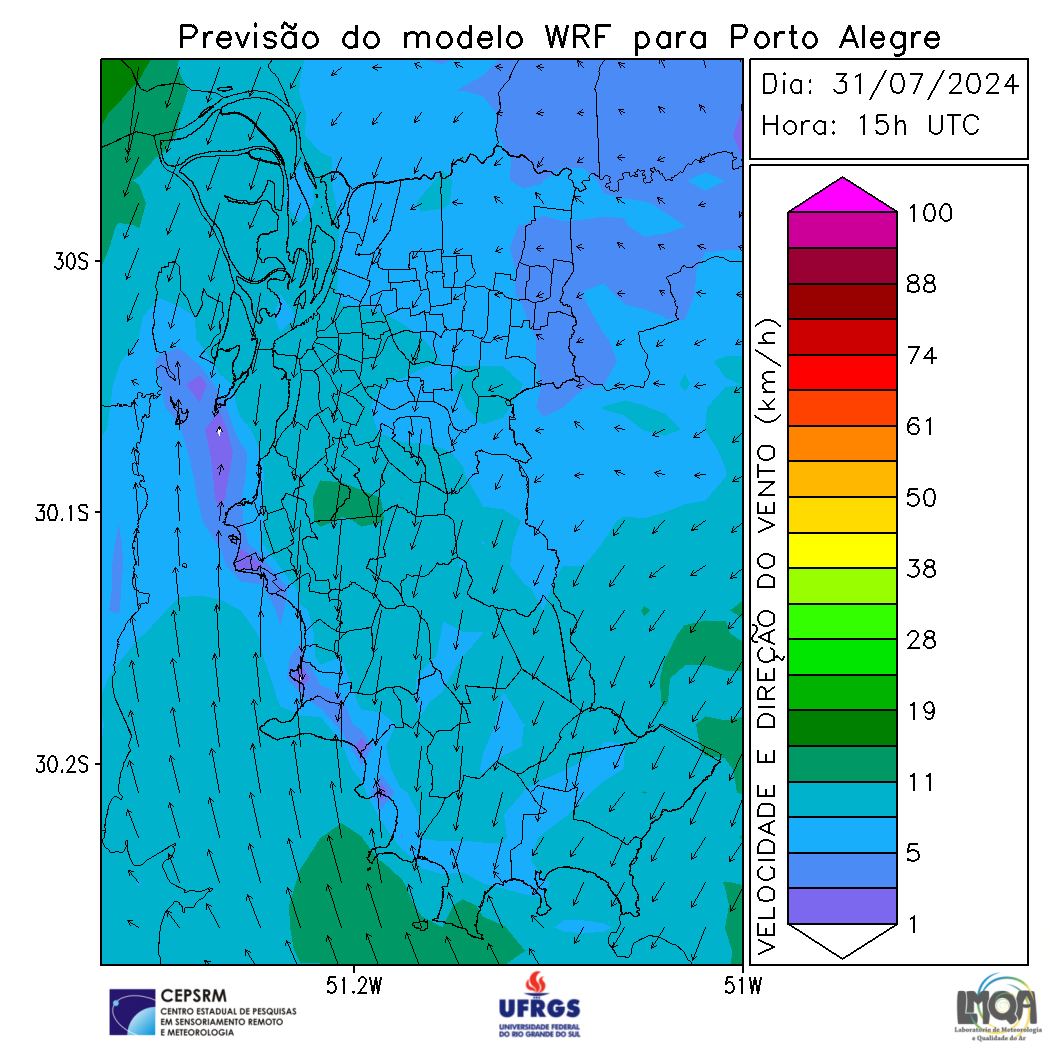 Previsão do modelo WRF para Porto Alegre
Dia: 31/07/2024
Hora: 15h UTC
30S
30.1S
30.2S
51.2W
51W
VELOCIDADE E DIREÇÃO DO VENTO (km/h)
100
88
74
61
50
38
28
19
11
5
1
CEPSRM
CENTRO ESTADUAL DE PESQUISAS
EM SENSORIAMENTO REMOTO
E METEOROLOGIA
UFRGS
UNIVERSIDADE FEDERAL
DO RIO GRANDE DO SUL
LMQA
Laboratório de Meteorologia
e Qualidade do Ar